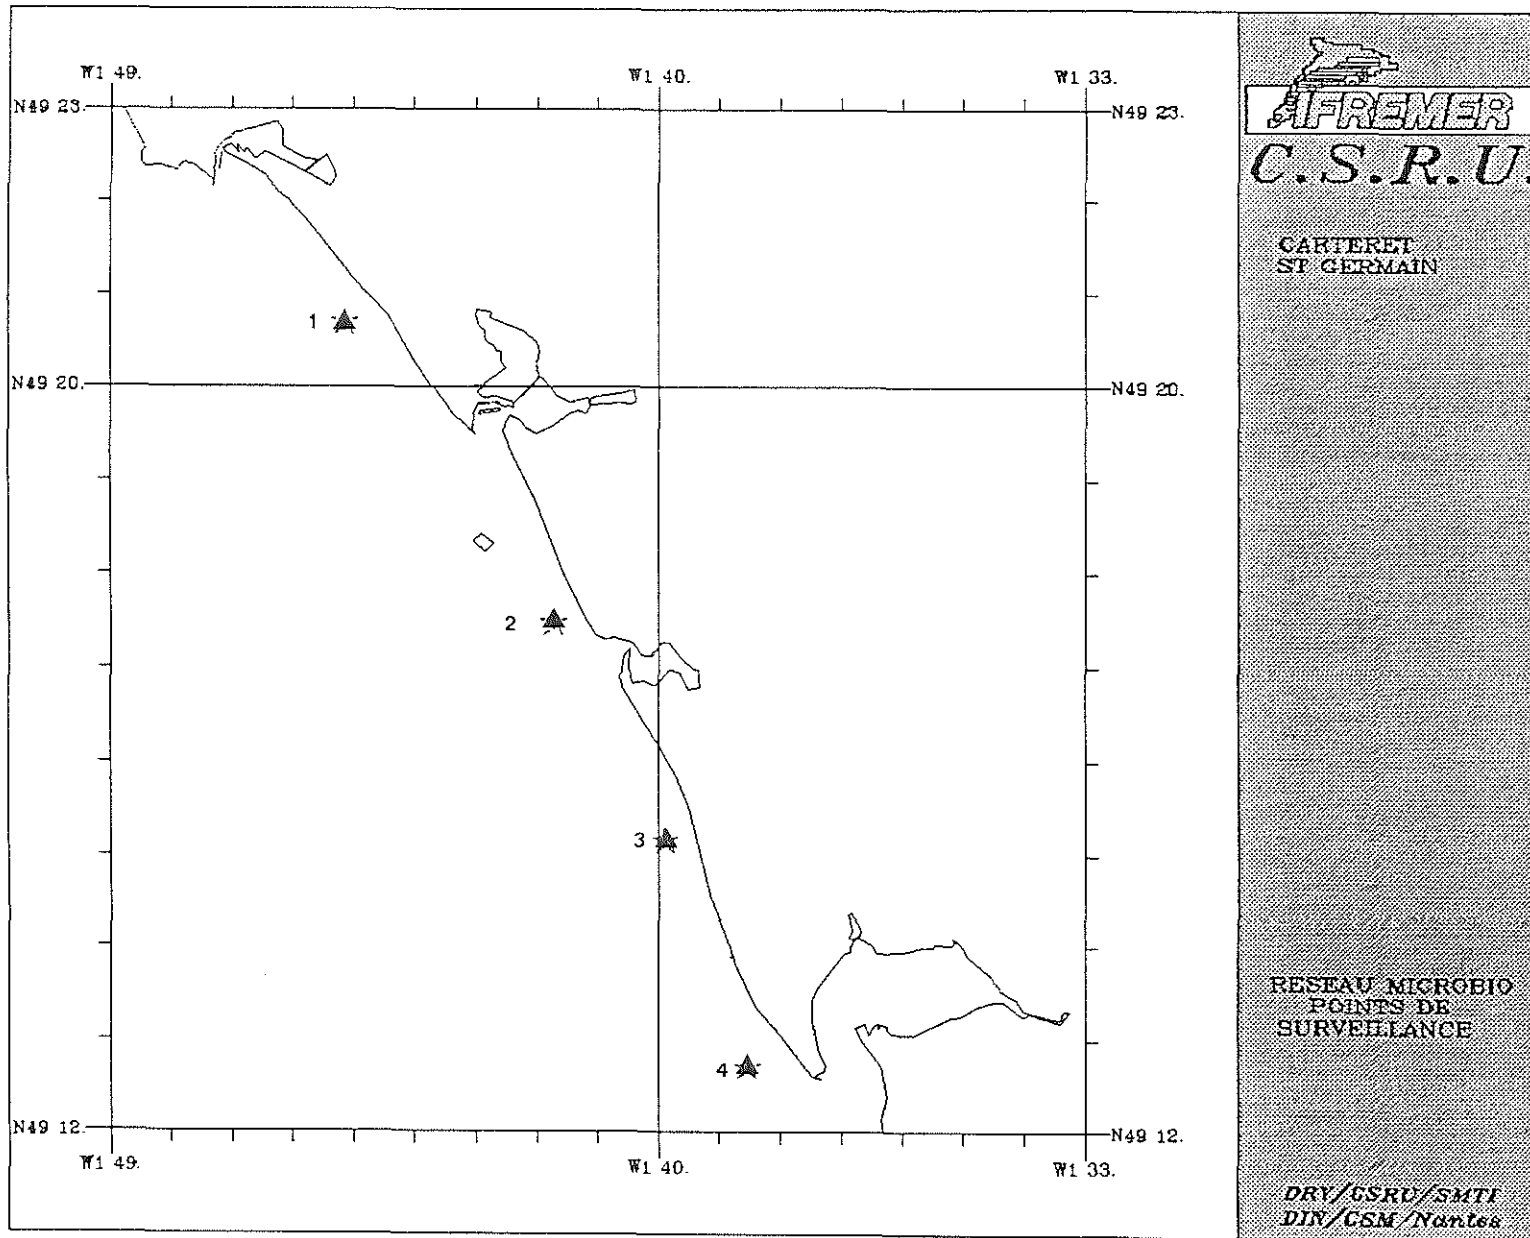 W1 49.
W1 40.
W1 33.
N49 23.
N49 23.
1
N49 20.
N49 20.
2
3
4
N49 12.
N49 12.
W1 49.
W1 40.
W1 33.
IFREMER
C.S.R.U.
CARTERET
ST GERMAIN
RESEAU MICROBIO
POINTS DE
SURVEILLANCE
DRV/CSRU/SMTI
DIN/CSM/Nantes